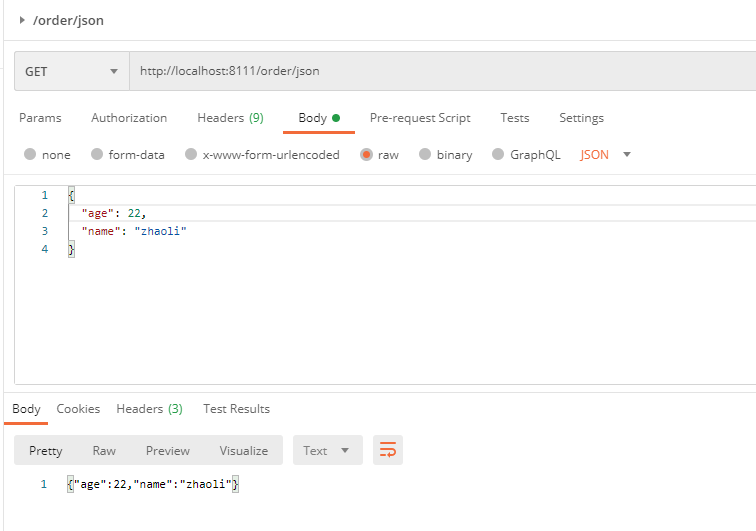 /order/json
GET http://localhost:8111/order/json
Params Authorization Headers (9) Body Pre-request Script Tests Settings
none form-data x-www-form-urlencoded raw binary GraphQL JSON
1 {
2 "age": 22,
3 "name": "zhaoli"
4 }
Body Cookies Headers (3) Test Results
Pretty Raw Preview Visualize Text
1 {"age":22,"name":"zhaoli"}